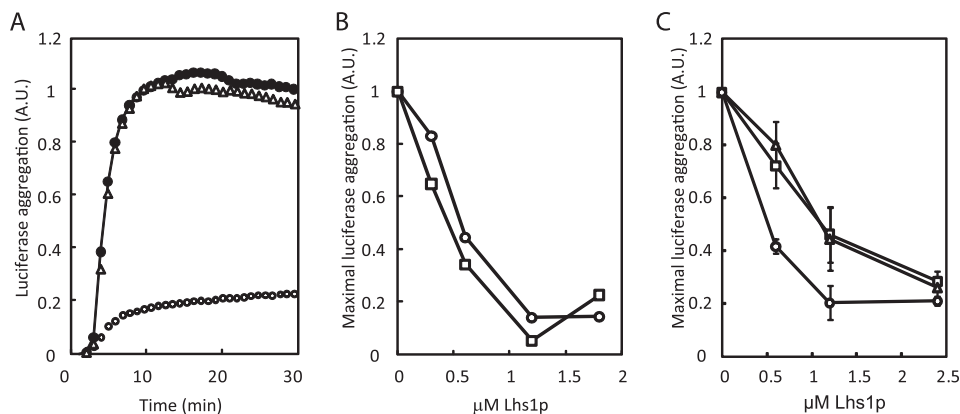 A
Luciferase aggregation (A.U.)
1.2
1
0.8
0.6
0.4
0.2
0
0 10 20 30
Time (min)
B
Maximal luciferase aggregation (A.U.)
1.2
1
0.8
0.6
0.4
0.2
0
0 0.5 1 1.5 2
μM Lhs1p
C
Maximal luciferase aggregation (A.U.)
1.2
1
0.8
0.6
0.4
0.2
0
0 0.5 1 1.5 2 2.5
μM Lhs1p